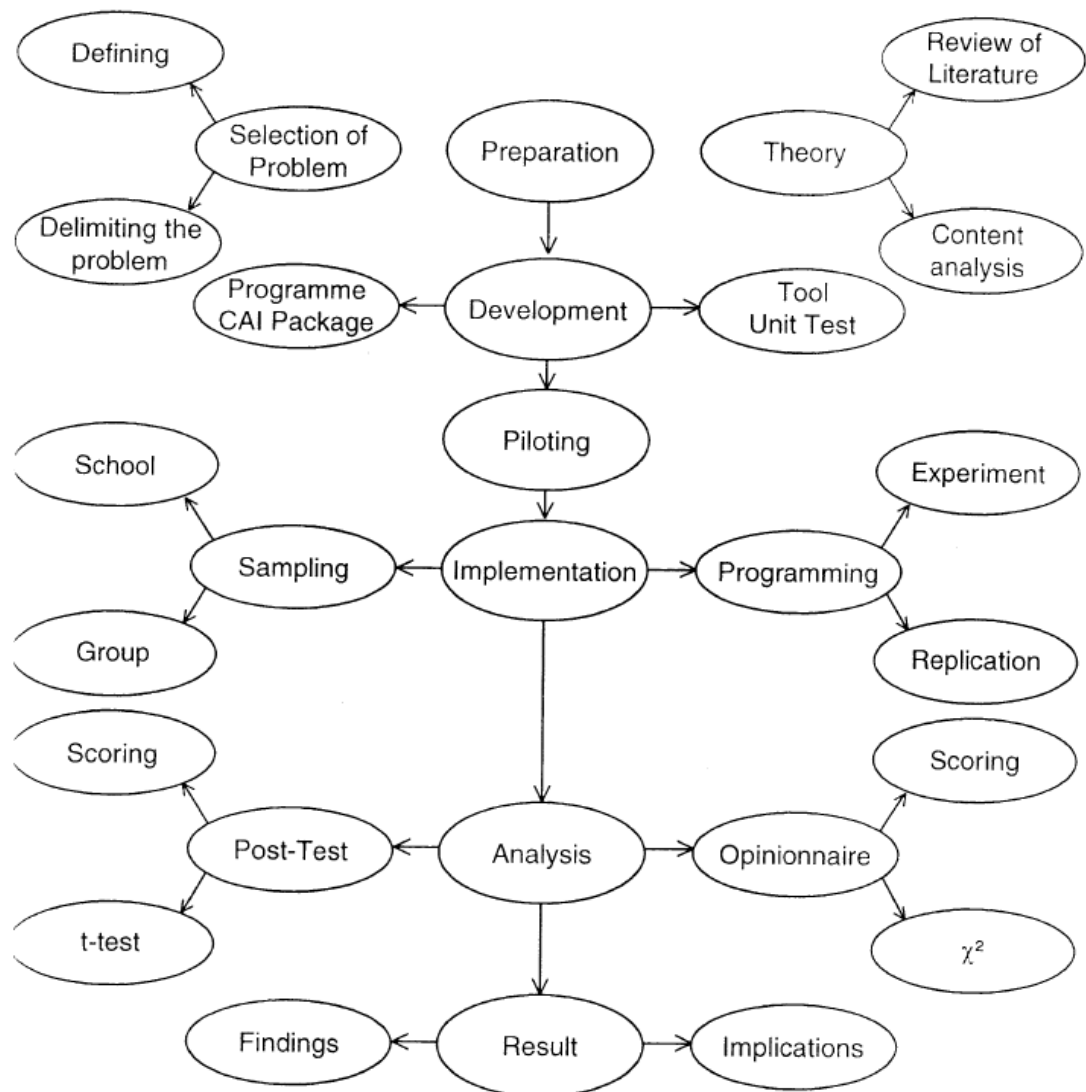 Defining
Review of
Literature
Selection of
Problem
Preparation
Theory
Delimiting the
problem
Content
analysis
Programme
CAI Package
Development
Tool
Unit Test
Piloting
School
Experiment
Sampling
Implementation
Programming
Group
Replication
Scoring
Scoring
Post-Test
Analysis
Opinionnaire
t-test
χ²
Findings
Result
Implications